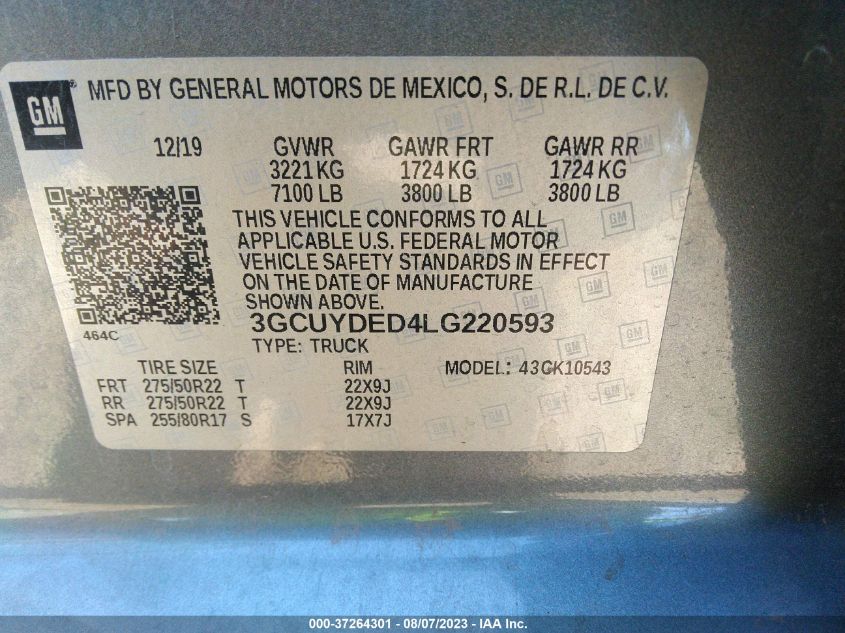 GM
MFD BY GENERAL MOTORS DE MEXICO, S. DE R.L. DE C.V.
12/19 GVWR GAWR FRT GAWR RR
3221 KG 1724 KG 1724 KG
7100 LB 3800 LB 3800 LB
THIS VEHICLE CONFORMS TO ALL
APPLICABLE U.S. FEDERAL MOTOR
VEHICLE SAFETY STANDARDS IN EFFECT
ON THE DATE OF MANUFACTURE
SHOWN ABOVE.
464C
3GCUYDED4LG220593
TYPE: TRUCK
TIRE SIZE RIM MODEL: 43CK10543
FRT 275/50R22 T 22X9J
RR 275/50R22 T 22X9J
SPA 255/80R17 S 17X7J
000-37264301 - 08/07/2023 - IAA Inc.